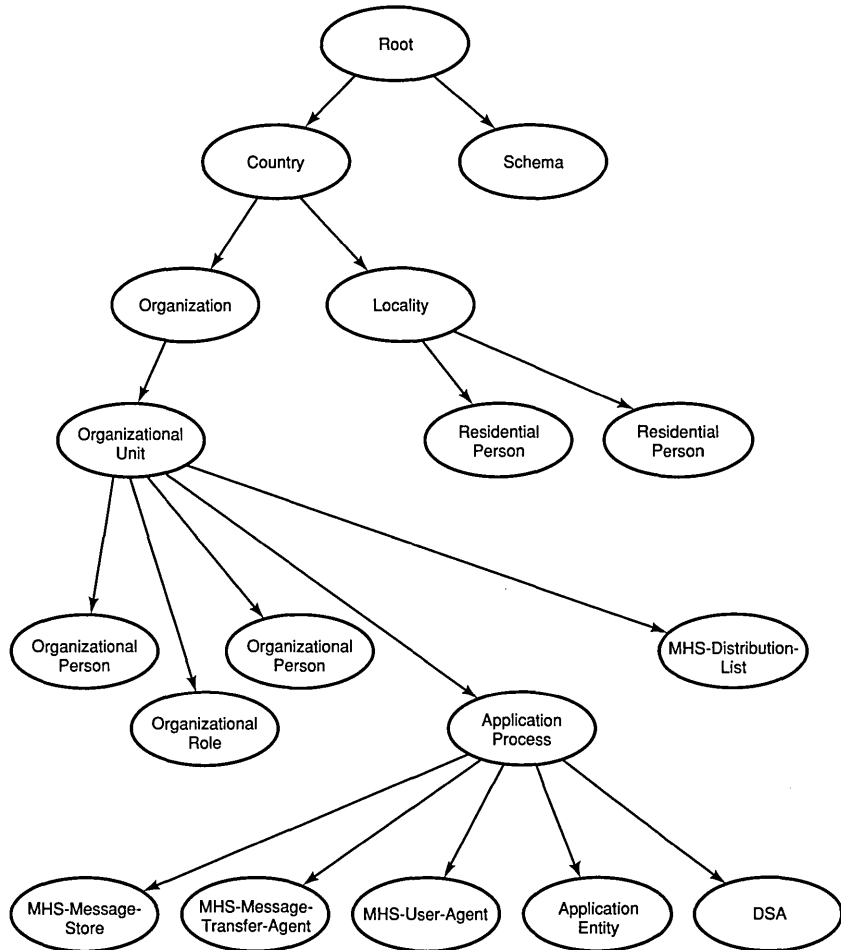 Root
Country
Schema
Organization
Locality
Organizational
Unit
Residential
Person
Residential
Person
Organizational
Person
Organizational
Person
MHS-Distribution-
List
Organizational
Role
Application
Process
MHS-Message-
Store
MHS-Message-
Transfer-Agent
MHS-User-Agent
Application
Entity
DSA